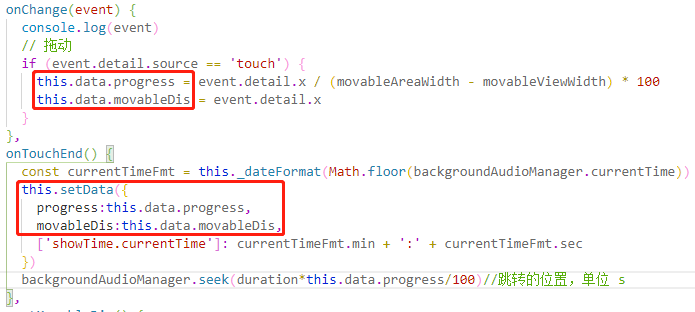 onChange(event) {
console.log(event)
// 拖动
if (event.detail.source == 'touch') {
this.data.progress = event.detail.x / (movableAreaWidth - movableViewWidth) * 100
this.data.movableDis = event.detail.x
}
},
onTouchEnd() {
const currentTimeFmt = this._dateFormat(Math.floor(backgroundAudioManager.currentTime))
this.setData({
progress:this.data.progress,
movableDis:this.data.movableDis,
['showTime.currentTime']: currentTimeFmt.min + ':' + currentTimeFmt.sec
})
backgroundAudioManager.seek(duration*this.data.progress/100)//跳转的位置，单位 s
},